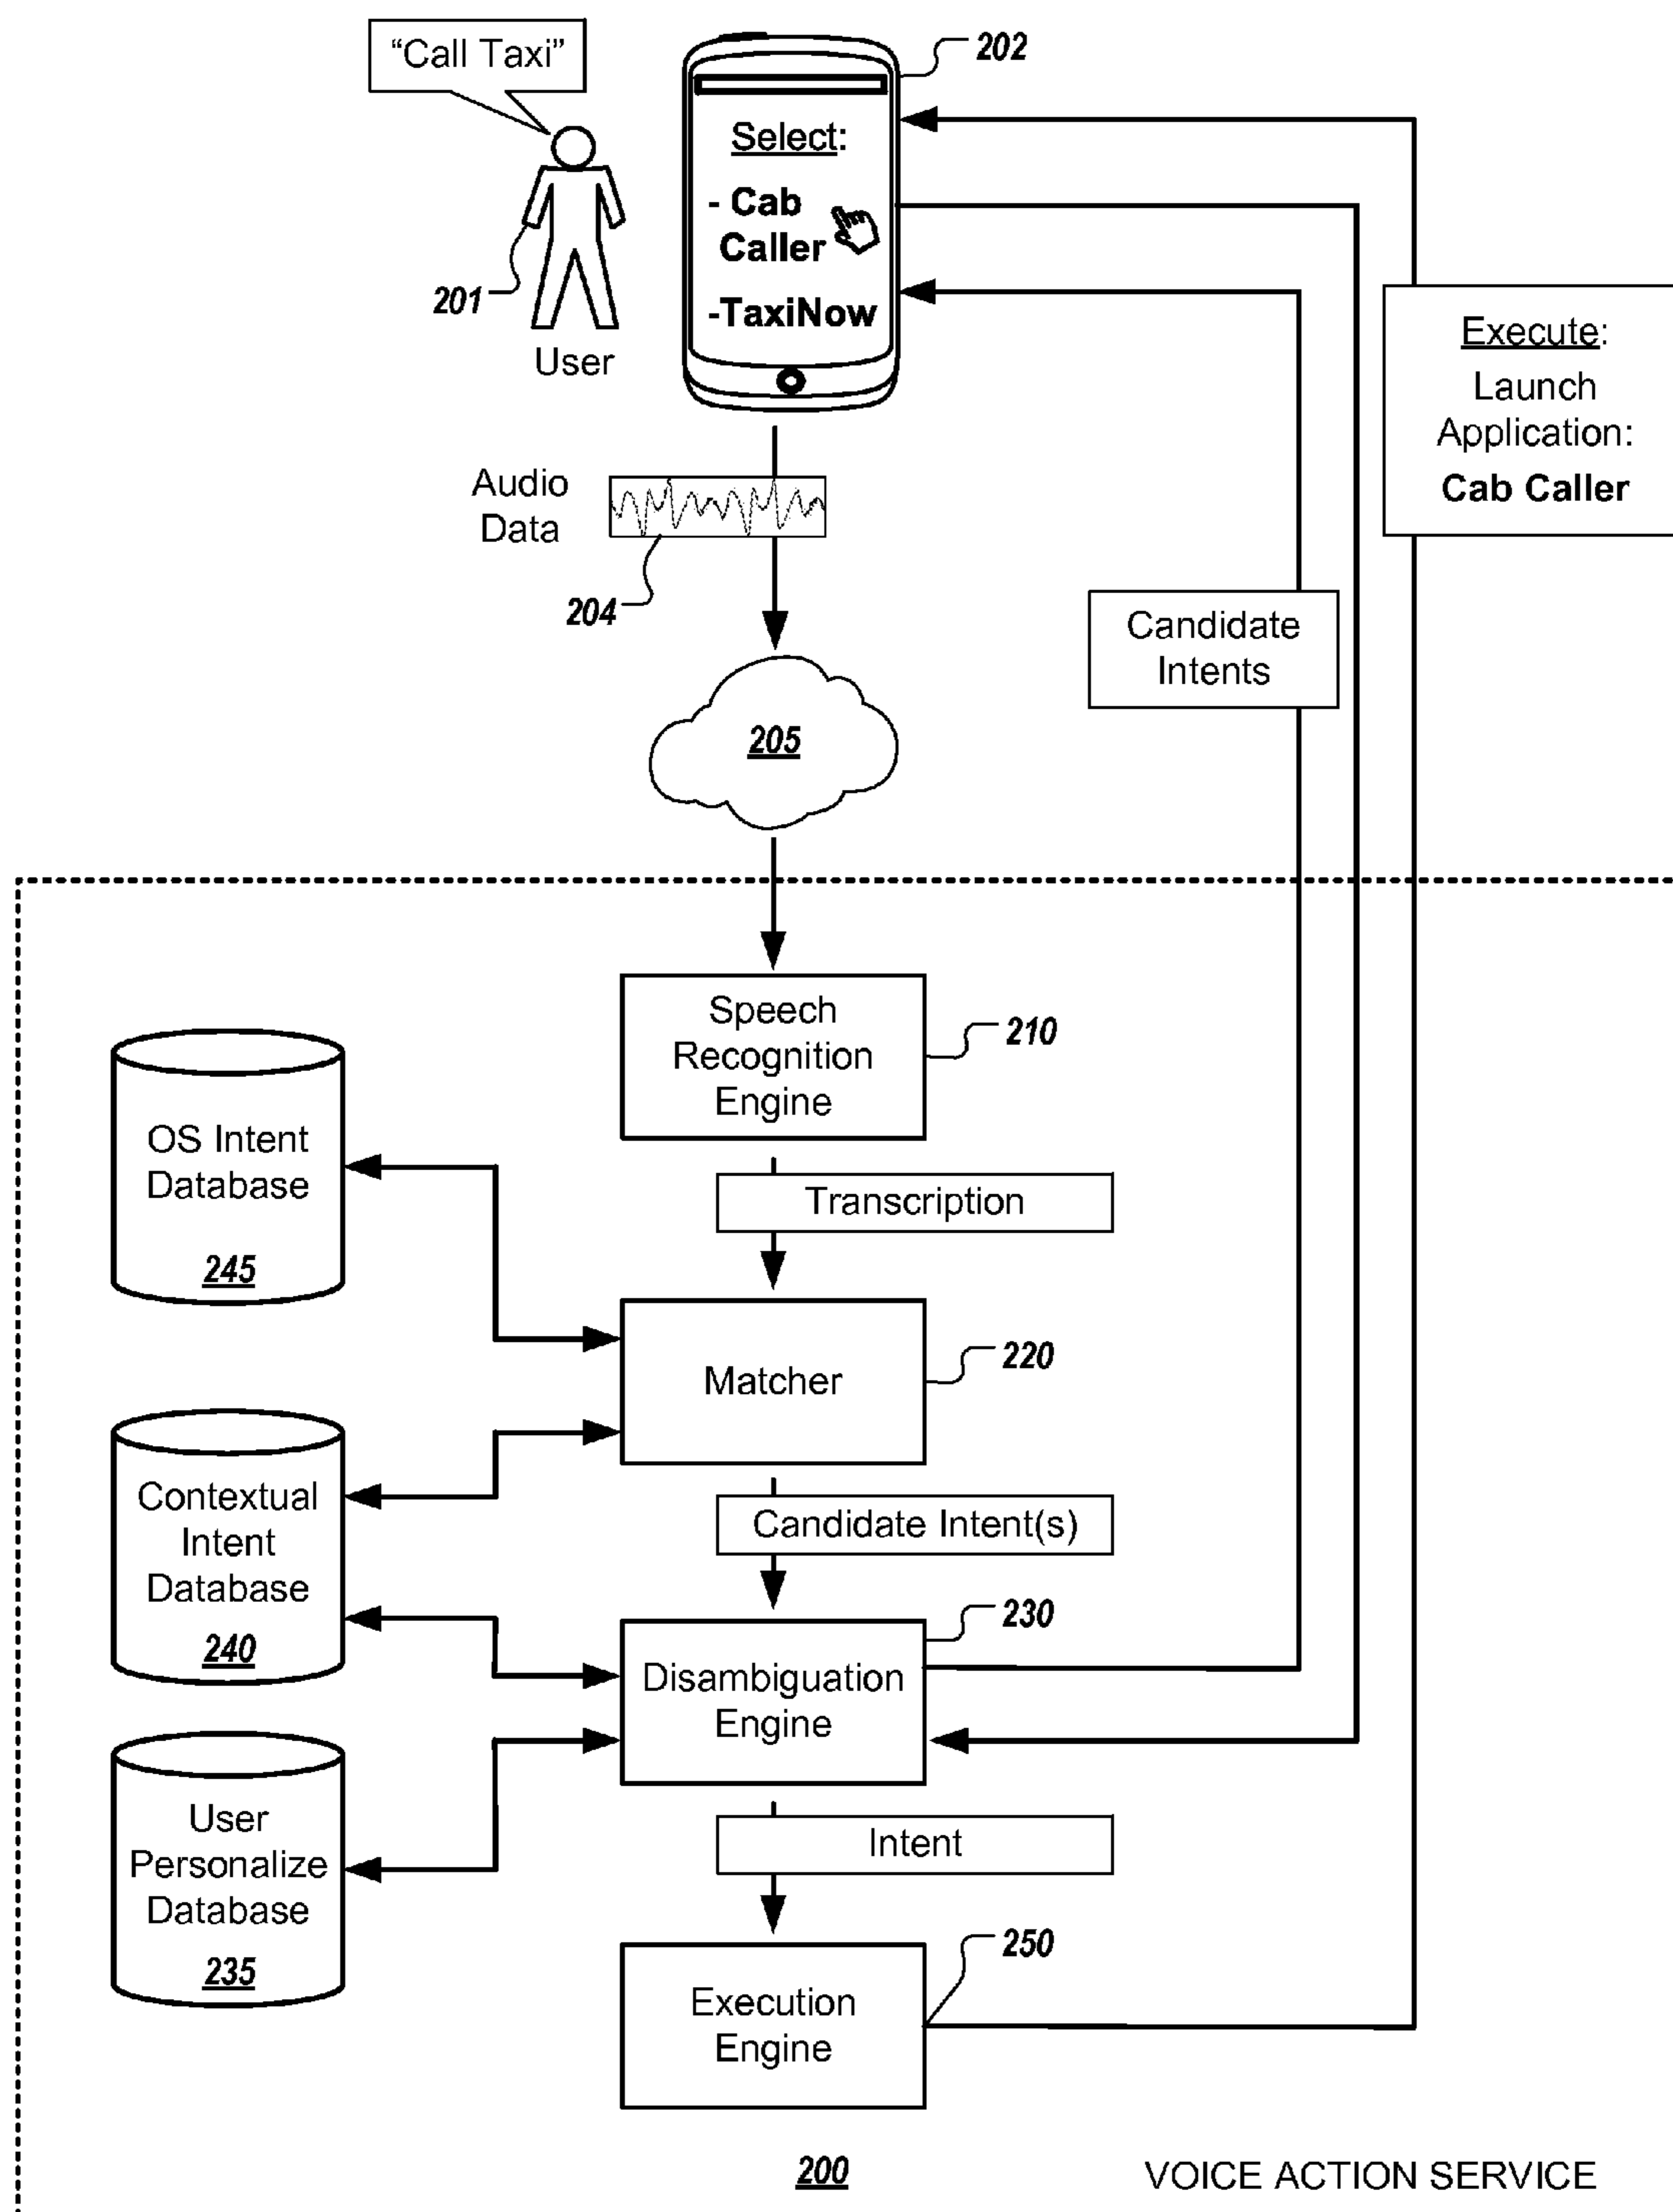 “Call Taxi”
202
Select:
- Cab
Caller
-TaxiNow
201
User
Execute:
Launch
Application:
Cab Caller
Audio
Data
204
Candidate
Intents
205
Speech
Recognition
Engine
210
OS Intent
Database
245
Transcription
Matcher
220
Contextual
Intent
Database
240
Candidate Intent(s)
Disambiguation
Engine
230
User
Personalize
Database
235
Intent
Execution
Engine
250
200
VOICE ACTION SERVICE